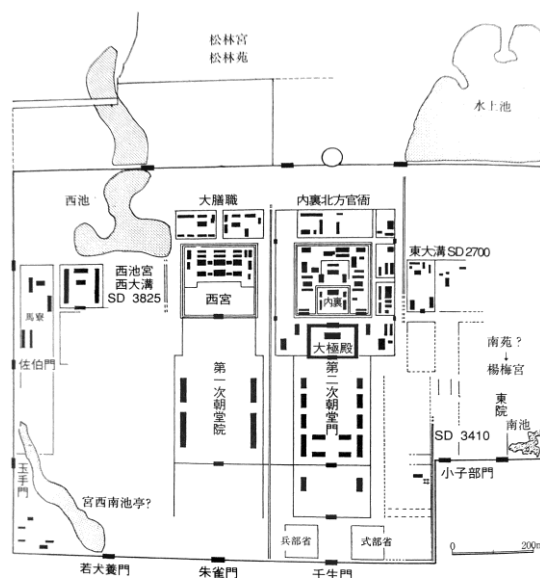 松林宮
松林苑
水上池
西池
大膳職
内裏北方官衙
東大溝SD2700
西池宮
西大溝
SD 3825
馬寮
西宮
内裏
大極殿
佐伯門
第一次朝堂院
第二次朝堂門
南苑？
↓
楊梅宮
東院
南池
SD 3410
小子部門
玉手門
宮西南池亭?
兵部省
式部省
若犬養門
朱雀門
壬生門
0
200m